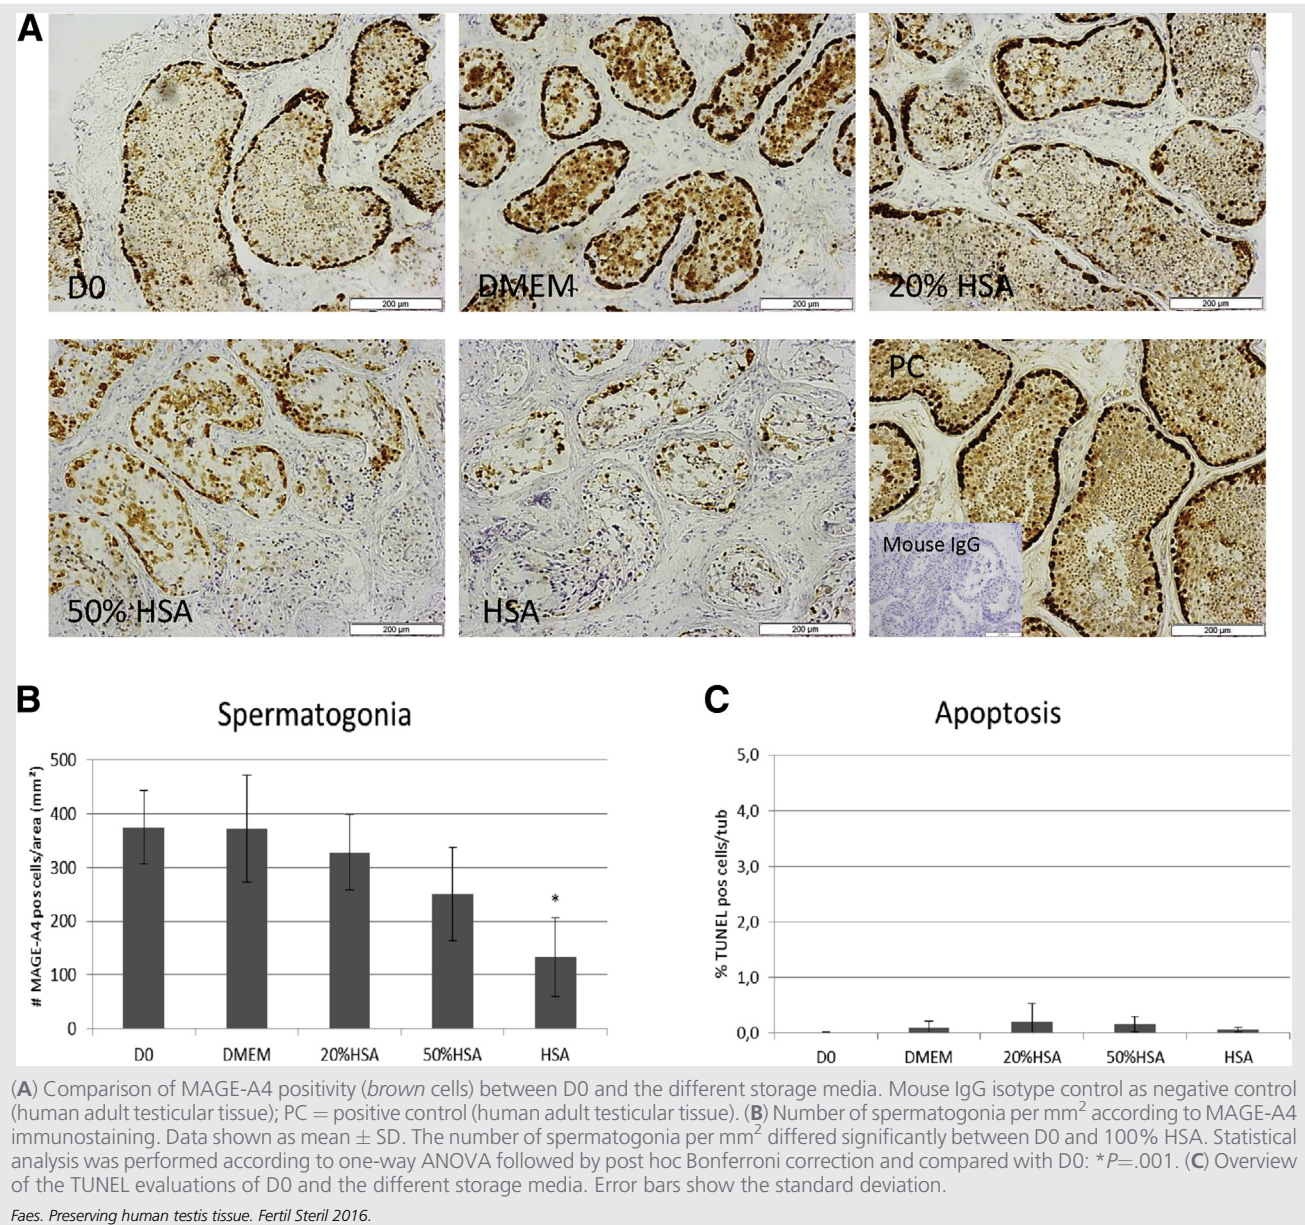 A
D0
200 µm
DMEM
200 µm
20% HSA
200 µm
50% HSA
200 µm
HSA
200 µm
PC
Mouse IgG
200 µm
B
Spermatogonia
# MAGE-A4 pos cells/area (mm²)
500
400
300
200
100
0
*
D0
DMEM
20%HSA
50%HSA
HSA
C
Apoptosis
% TUNEL pos cells/tub
5,0
4,0
3,0
2,0
1,0
0,0
D0
DMEM
20%HSA
50%HSA
HSA
(A) Comparison of MAGE-A4 positivity (brown cells) between D0 and the different storage media. Mouse IgG isotype control as negative control
(human adult testicular tissue); PC = positive control (human adult testicular tissue). (B) Number of spermatogonia per mm² according to MAGE-A4
immunostaining. Data shown as mean ± SD. The number of spermatogonia per mm² differed significantly between D0 and 100% HSA. Statistical
analysis was performed according to one-way ANOVA followed by post hoc Bonferroni correction and compared with D0: *P=.001. (C) Overview
of the TUNEL evaluations of D0 and the different storage media. Error bars show the standard deviation.
Faes. Preserving human testis tissue. Fertil Steril 2016.